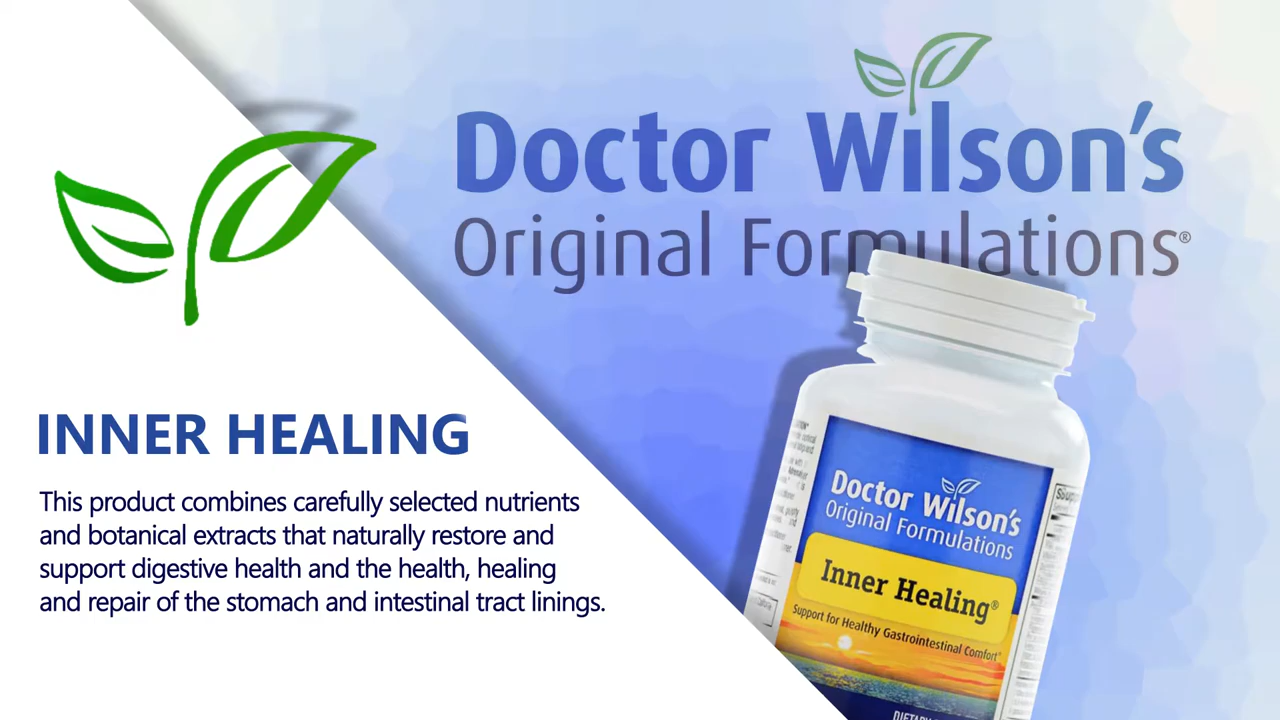 Doctor Wilson's
Original Formulations®
INNER HEALING
This product combines carefully selected nutrients
and botanical extracts that naturally restore and
support digestive health and the health, healing
and repair of the stomach and intestinal tract linings.
Doctor Wilson's
Original Formulations
Inner Healing®
Support for Healthy Gastrointestinal Comfort*